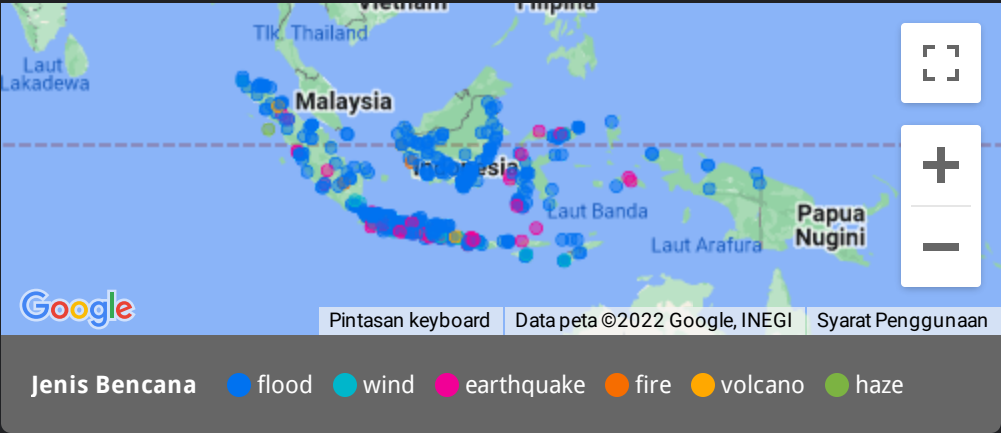 Vietnam
Filipina
Tlk. Thailand
Laut
Lakadewa
Malaysia
Indonesia
Laut Banda
Papua
Nugini
Laut Arafura
Google
Pintasan keyboard
Data peta ©2022 Google, INEGI
Syarat Penggunaan
Jenis Bencana flood wind earthquake fire volcano haze